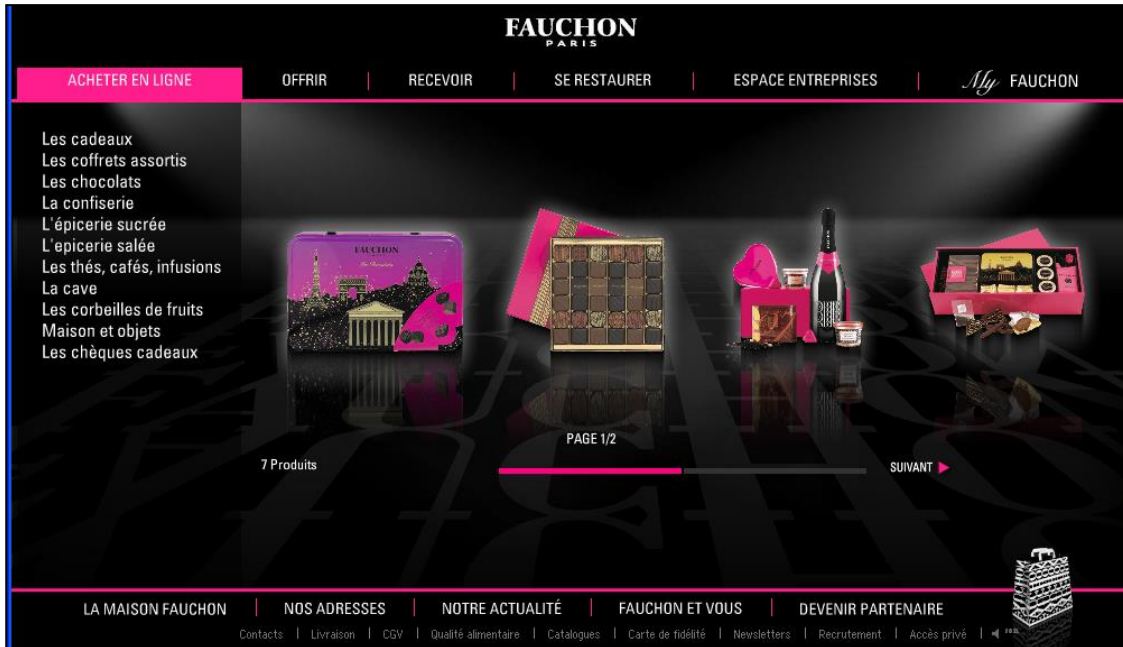 FAUCHON
PARIS
ACHETER EN LIGNE | OFFRIR | RECEVOIR | SE RESTAURER | ESPACE ENTREPRISES | My FAUCHON
Les cadeaux
Les coffrets assortis
Les chocolats
La confiserie
L'épicerie sucrée
L'epicerie salée
Les thés, cafés, infusions
La cave
Les corbeilles de fruits
Maison et objets
Les chèques cadeaux
FAUCHON
PAGE 1/2
7 Produits
SUIVANT
LA MAISON FAUCHON | NOS ADRESSES | NOTRE ACTUALITÉ | FAUCHON ET VOUS | DEVENIR PARTENAIRE
Contacts | Livraison | CGV | Qualité alimentaire | Catalogues | Carte de fidélité | Newsletters | Recrutement | Accès privé |